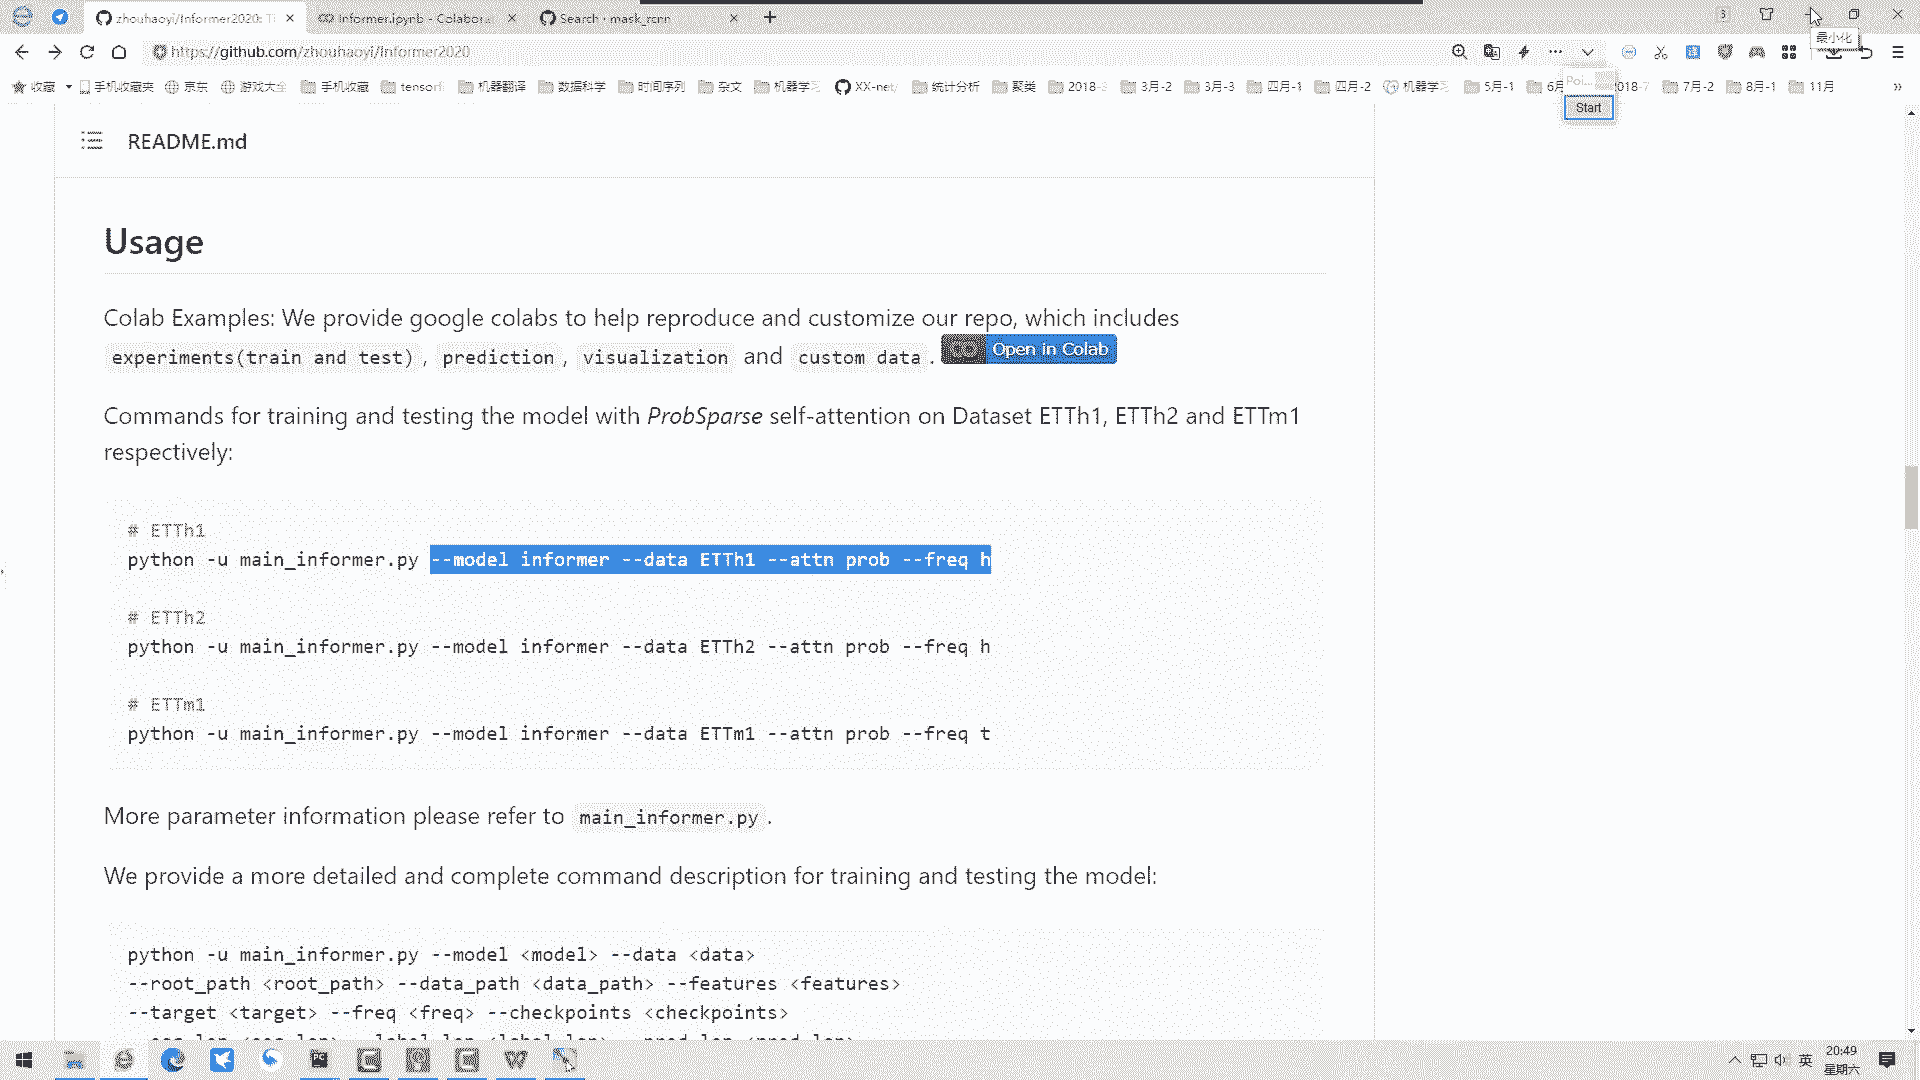 zhouhaoyi/Informer2020: Ti
Informer.ipynb - Colabora
Search · mask_rcnn
最小化
https://github.com/zhouhaoyi/Informer2020
收藏 手机收藏夹 京东 游戏大全 手机收藏 tensorfl 机器翻译 数据科学 时间序列 杂文 机器学习 XX-net/ 统计分析 聚类 2018-3 3月-2 3月-3 四月-1 四月-2 机器学习 5月-1 6月 2018-7 7月-2 8月-1 11月 »
Poi...
Start
README.md
Usage
Colab Examples: We provide google colabs to help reproduce and customize our repo, which includes
experiments(train and test) , prediction , visualization and custom data . Open in Colab
Commands for training and testing the model with ProbSparse self-attention on Dataset ETTh1, ETTh2 and ETTm1
respectively:
# ETTh1
python -u main_informer.py --model informer --data ETTh1 --attn prob --freq h
# ETTh2
python -u main_informer.py --model informer --data ETTh2 --attn prob --freq h
# ETTm1
python -u main_informer.py --model informer --data ETTm1 --attn prob --freq t
More parameter information please refer to main_informer.py .
We provide a more detailed and complete command description for training and testing the model:
python -u main_informer.py --model <model> --data <data>
--root_path <root_path> --data_path <data_path> --features <features>
--target <target> --freq <freq> --checkpoints <checkpoints>
--seq_len <seq_len> --label_len <label_len> --pred_len <pred_len>
英
20:49
星期六